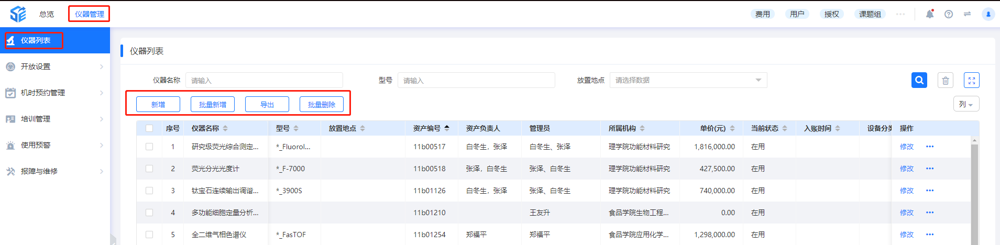 总览 仪器管理 费用 用户 授权 课题组
仪器列表
开放设置
机时预约管理
培训管理
使用预警
报障与维修
仪器列表
仪器名称 请输入 型号 请输入 放置地点 请选择数据
新增 批量新增 导出 批量删除 列
序号 仪器名称 型号 放置地点 资产编号 资产负责人 管理员 所属机构 单价(元) 当前状态 入账时间 设备分类 操作
1 研究级荧光综合测定... *_Fluorol... 11b00517 白冬生，张泽 白冬生、张泽 理学院功能材料研究 1,816,000.00 在用 修改
2 荧光分光光度计 *_F-7000 11b00518 张泽，白冬生 张泽、白冬生 理学院功能材料研究 427,500.00 在用 修改
3 钛宝石连续输出调谐... *_3900S 11b01126 白冬生，张泽 张泽、白冬生 理学院功能材料研究 740,000.00 在用 修改
4 多功能细胞定量分析... 11b01210 王友升 食品学院生物工程... 0.00 在用 修改
5 全二维气相色谱仪 *_FasTOF 11b01254 郑福平 郑福平 食品学院应用化学... 1,298,000.00 在用 修改